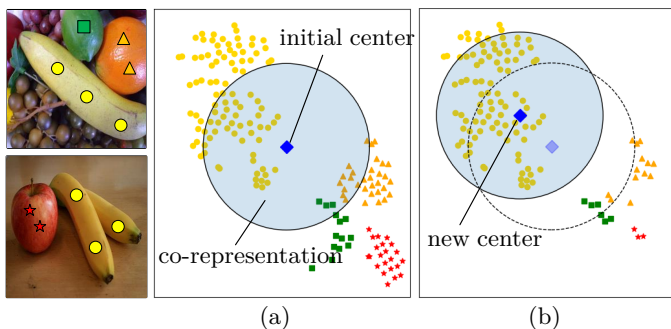 initial center
co-representation
new center
(a)
(b)